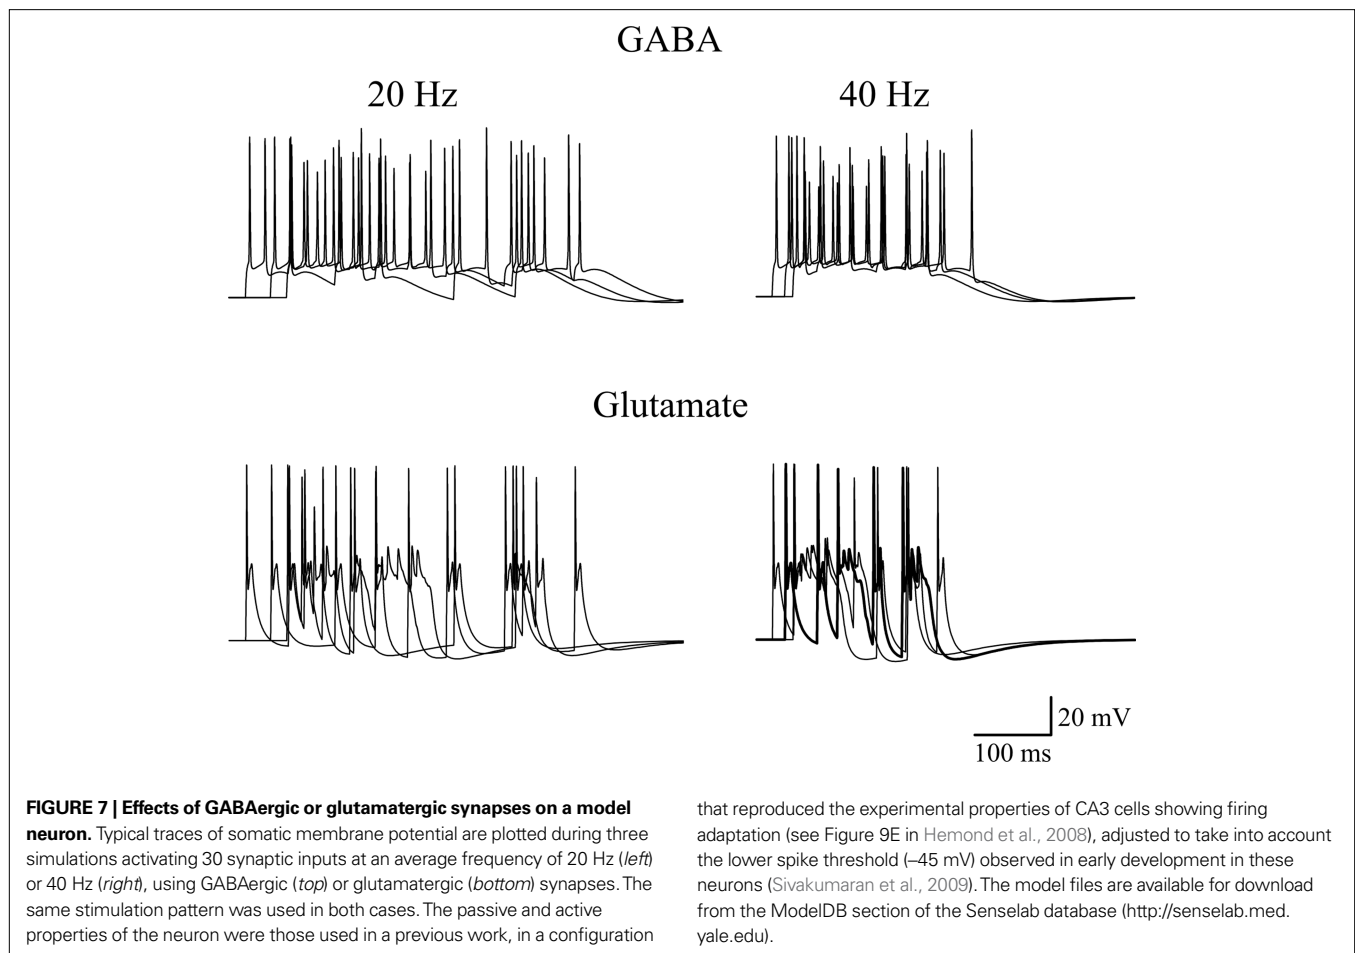 GABA
20 Hz
40 Hz
Glutamate
20 mV
100 ms
FIGURE 7 | Effects of GABAergic or glutamatergic synapses on a model
neuron. Typical traces of somatic membrane potential are plotted during three
simulations activating 30 synaptic inputs at an average frequency of 20 Hz (left)
or 40 Hz (right), using GABAergic (top) or glutamatergic (bottom) synapses. The
same stimulation pattern was used in both cases. The passive and active
properties of the neuron were those used in a previous work, in a configuration
that reproduced the experimental properties of CA3 cells showing firing
adaptation (see Figure 9E in Hemond et al., 2008), adjusted to take into account
the lower spike threshold (–45 mV) observed in early development in these
neurons (Sivakumaran et al., 2009). The model files are available for download
from the ModelDB section of the Senselab database (http://senselab.med.
yale.edu).